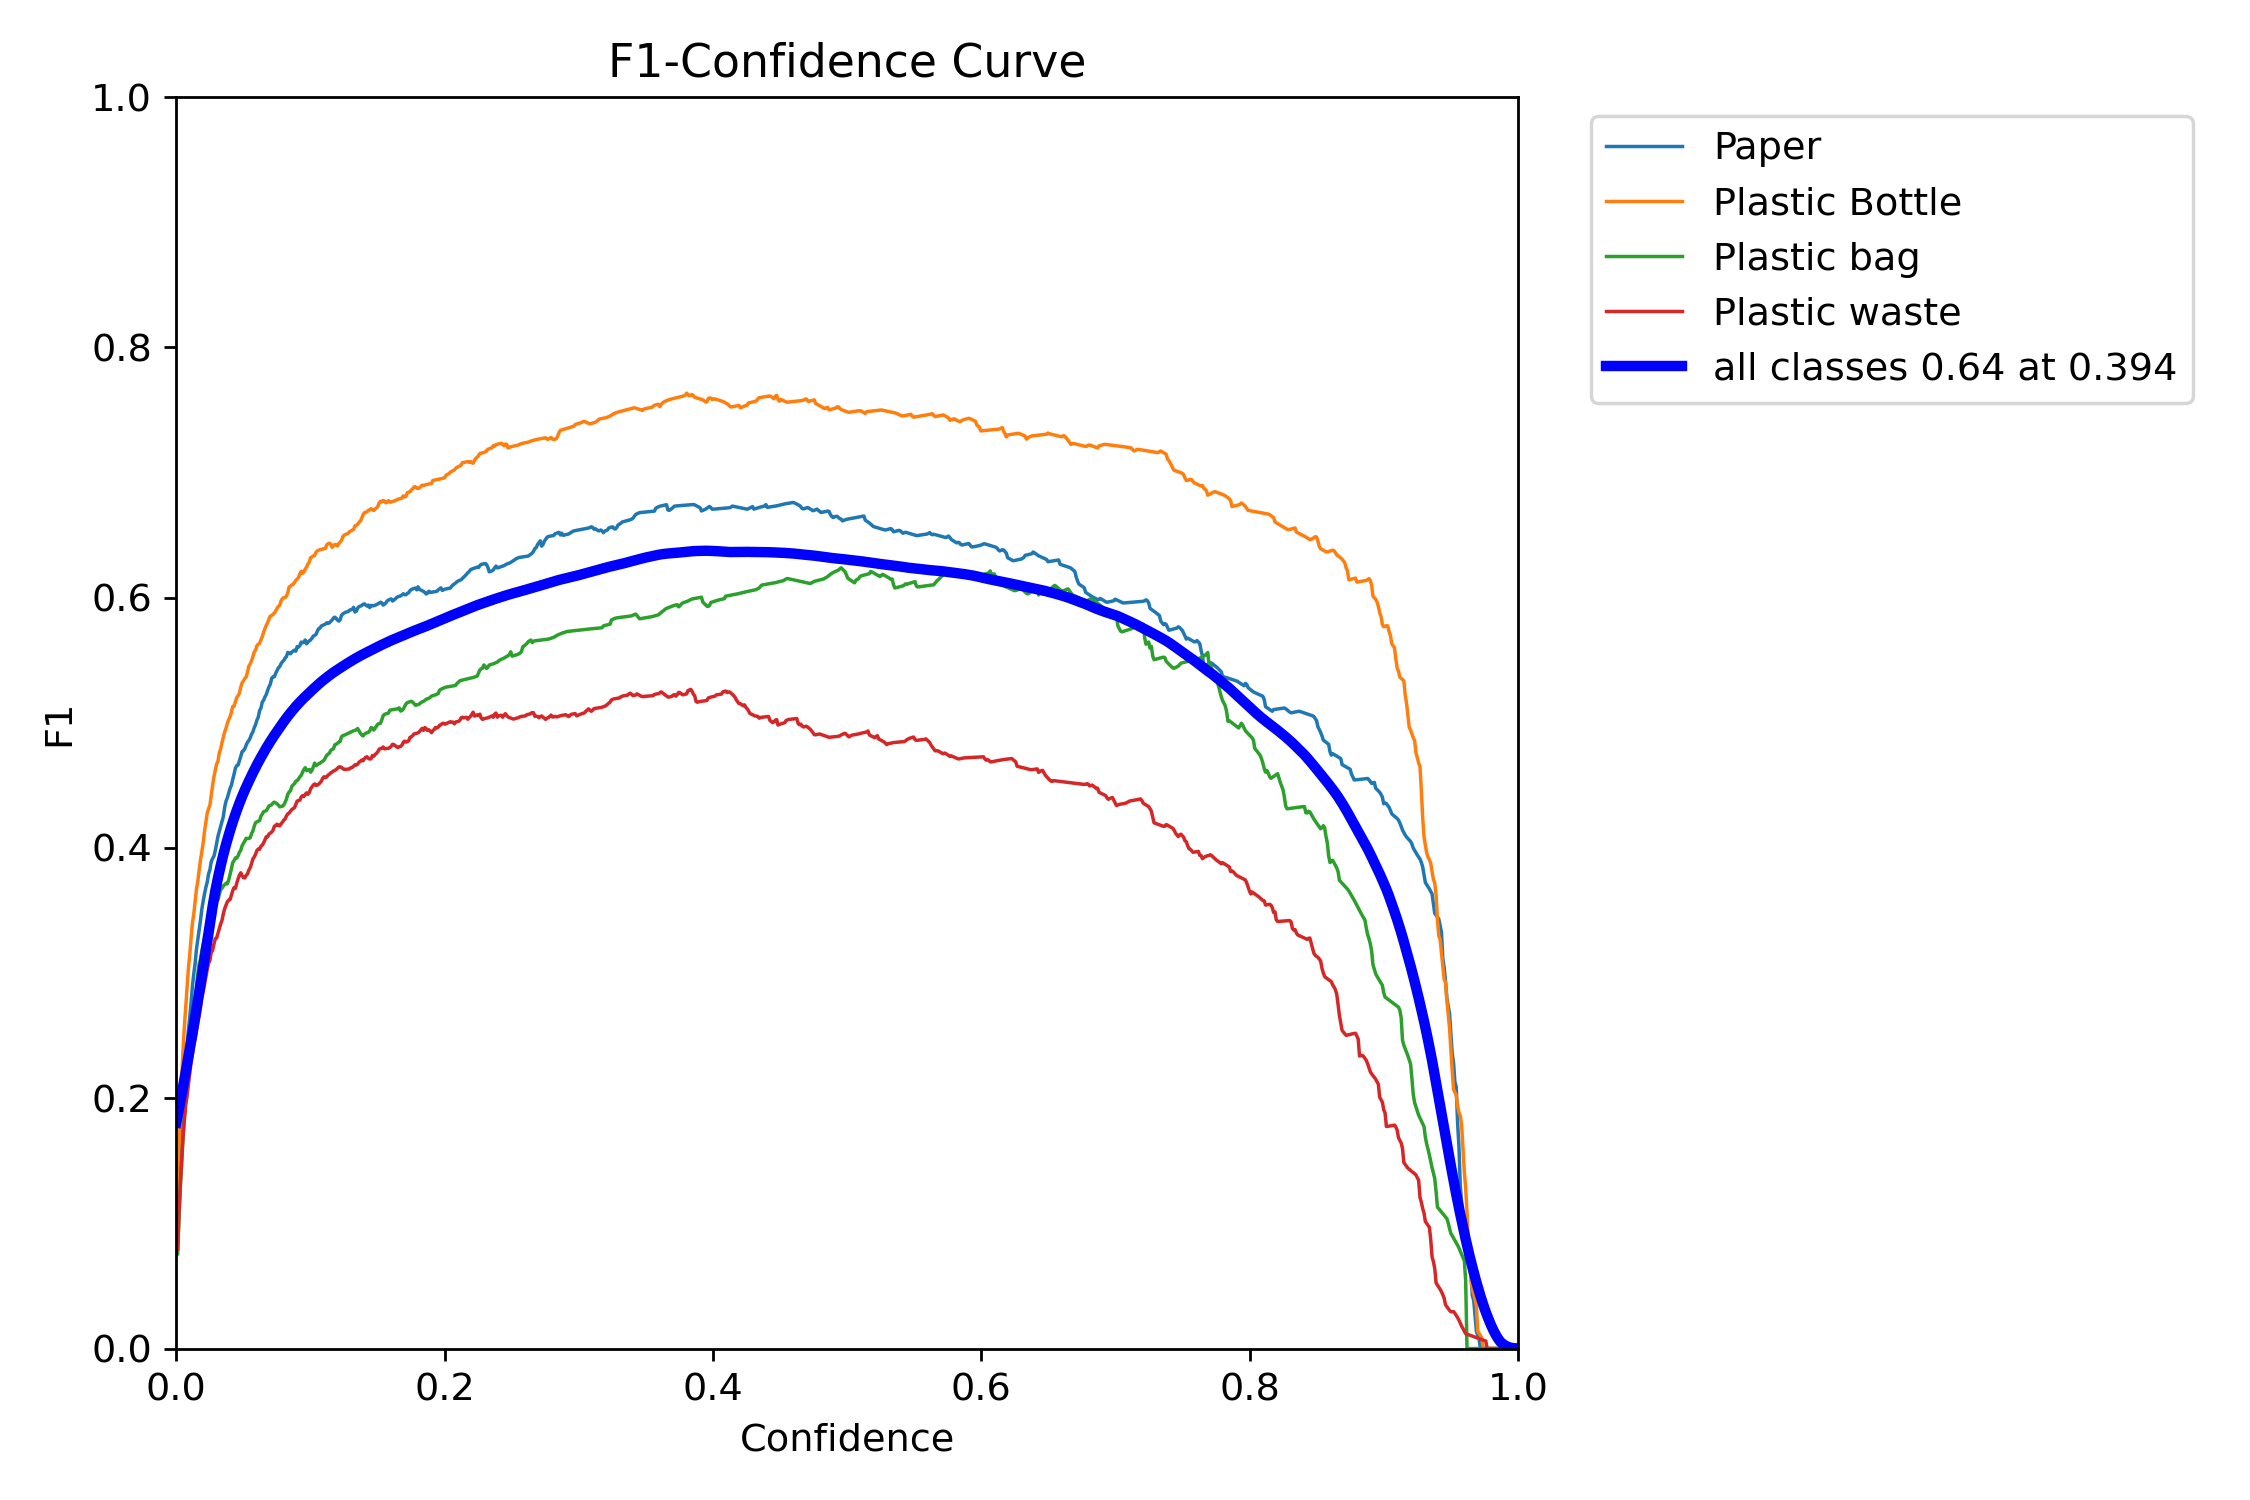 F1-Confidence Curve
1.0
0.8
0.6
0.4
0.2
0.0
F1
0.0 0.2 0.4 0.6 0.8 1.0
Confidence
Paper
Plastic Bottle
Plastic bag
Plastic waste
all classes 0.64 at 0.394